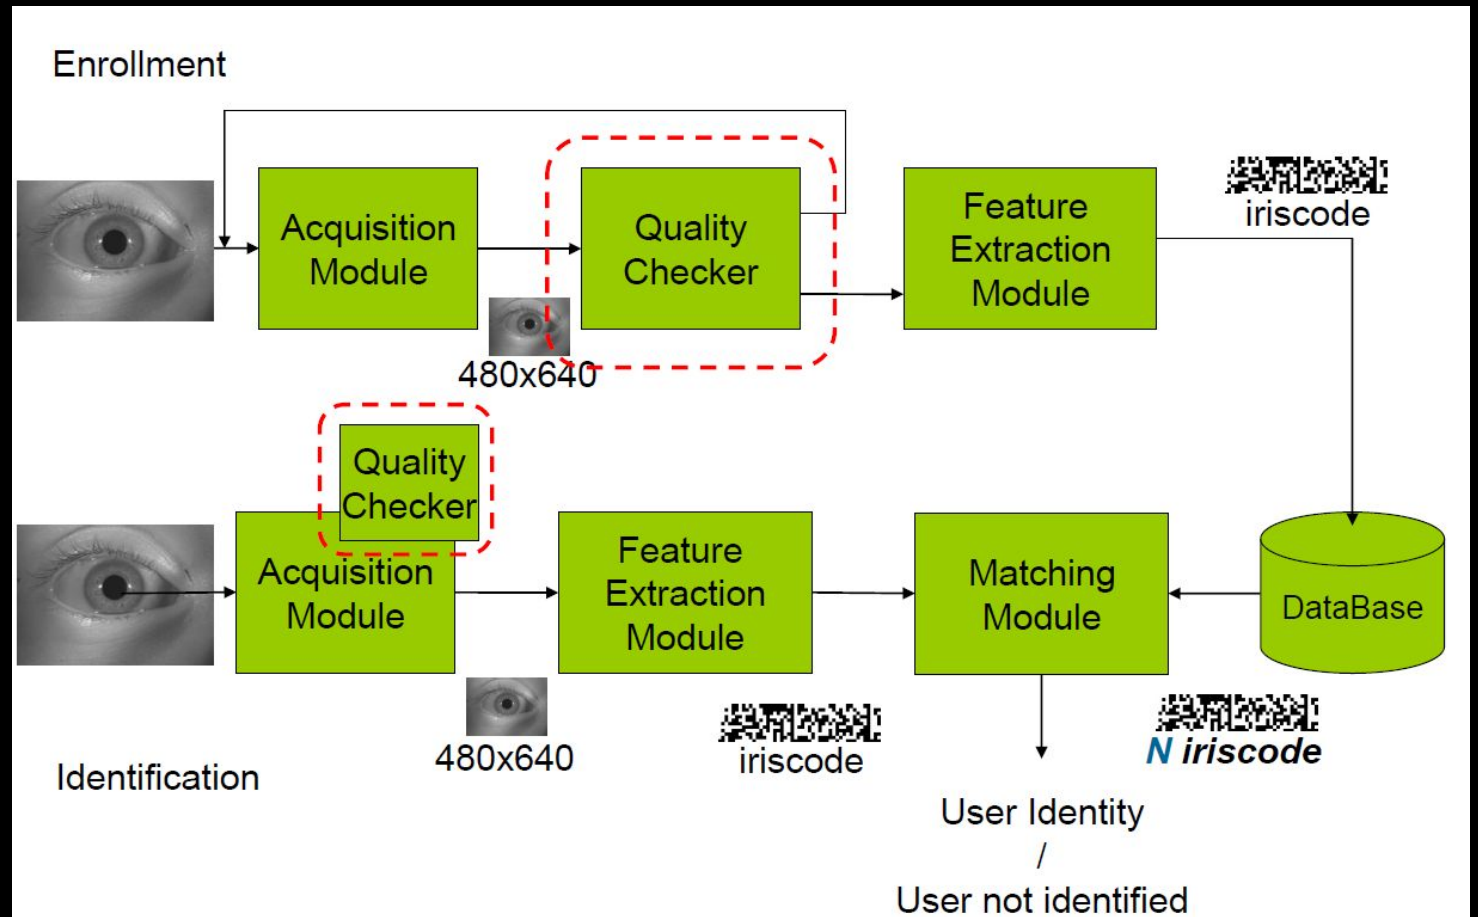 Enrollment
Acquisition
Module
480x640
Quality
Checker
Feature
Extraction
Module
iriscode
Quality
Checker
Acquisition
Module
480x640
Feature
Extraction
Module
iriscode
Matching
Module
DataBase
N iriscode
Identification
User Identity
/
User not identified